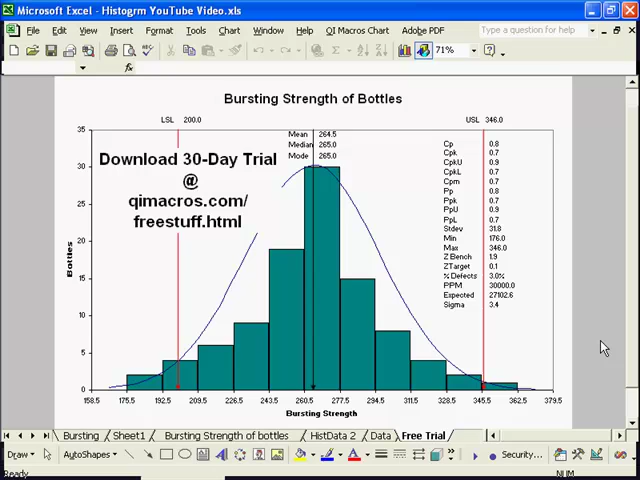 Microsoft Excel - Histogrm YouTube Video.xls
File Edit View Insert Format Tools Chart Window Help QI Macros Chart Adobe PDF Type a question for help
71%
fx
Bursting Strength of Bottles
LSL 200.0
USL 346.0
Mean 264.5
Median 265.0
Mode 265.0
Download 30-Day Trial
@
qimacros.com/
freestuff.html
Cp 0.8
Cpk 0.7
CpkU 0.9
CpkL 0.7
Cpm 0.7
Pp 0.8
Ppk 0.7
PpU 0.9
PpL 0.7
Stdev 31.8
Min 176.0
Max 346.0
Z Bench 1.9
ZTarget 0.1
% Defects 3.0%
PPM 30000.0
Expected 27102.6
Sigma 3.4
35
30
25
20
15
10
5
0
Bottles
158.5 175.5 192.5 209.5 226.5 243.5 260.5 277.5 294.5 311.5 328.5 345.5 362.5 379.5
Bursting Strength
Bursting Sheet1 Bursting Strength of bottles HistData 2 Data Free Trial
Draw AutoShapes Security...
Ready NUM